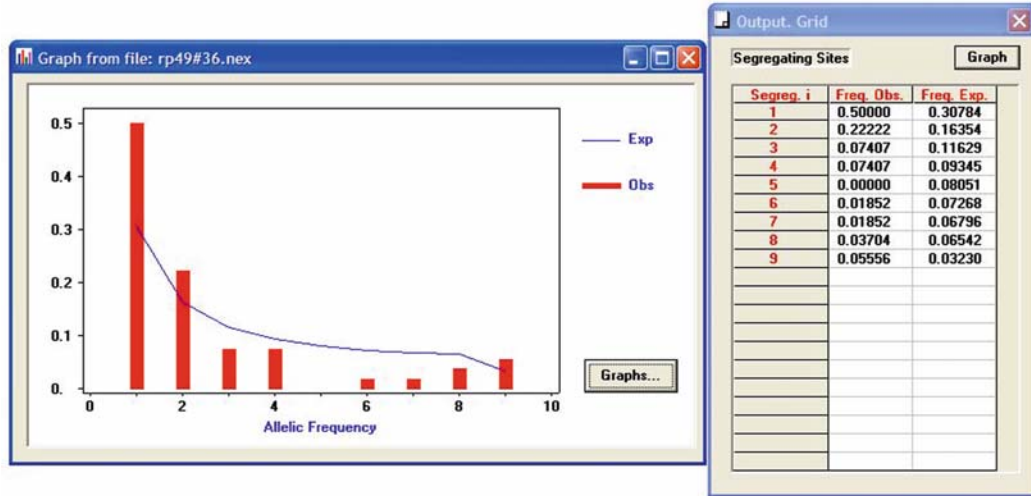 Graph from file: rp49#36.nex
0.5
0.4
0.3
0.2
0.1
0.
0 2 4 6 8 10
Allelic Frequency
Exp
Obs
Graphs...
Output. Grid
Segregating Sites Graph
Segreg. i Freq. Obs. Freq. Exp.
1 0.50000 0.30784
2 0.22222 0.16354
3 0.07407 0.11629
4 0.07407 0.09345
5 0.00000 0.08051
6 0.01852 0.07268
7 0.01852 0.06796
8 0.03704 0.06542
9 0.05556 0.03230